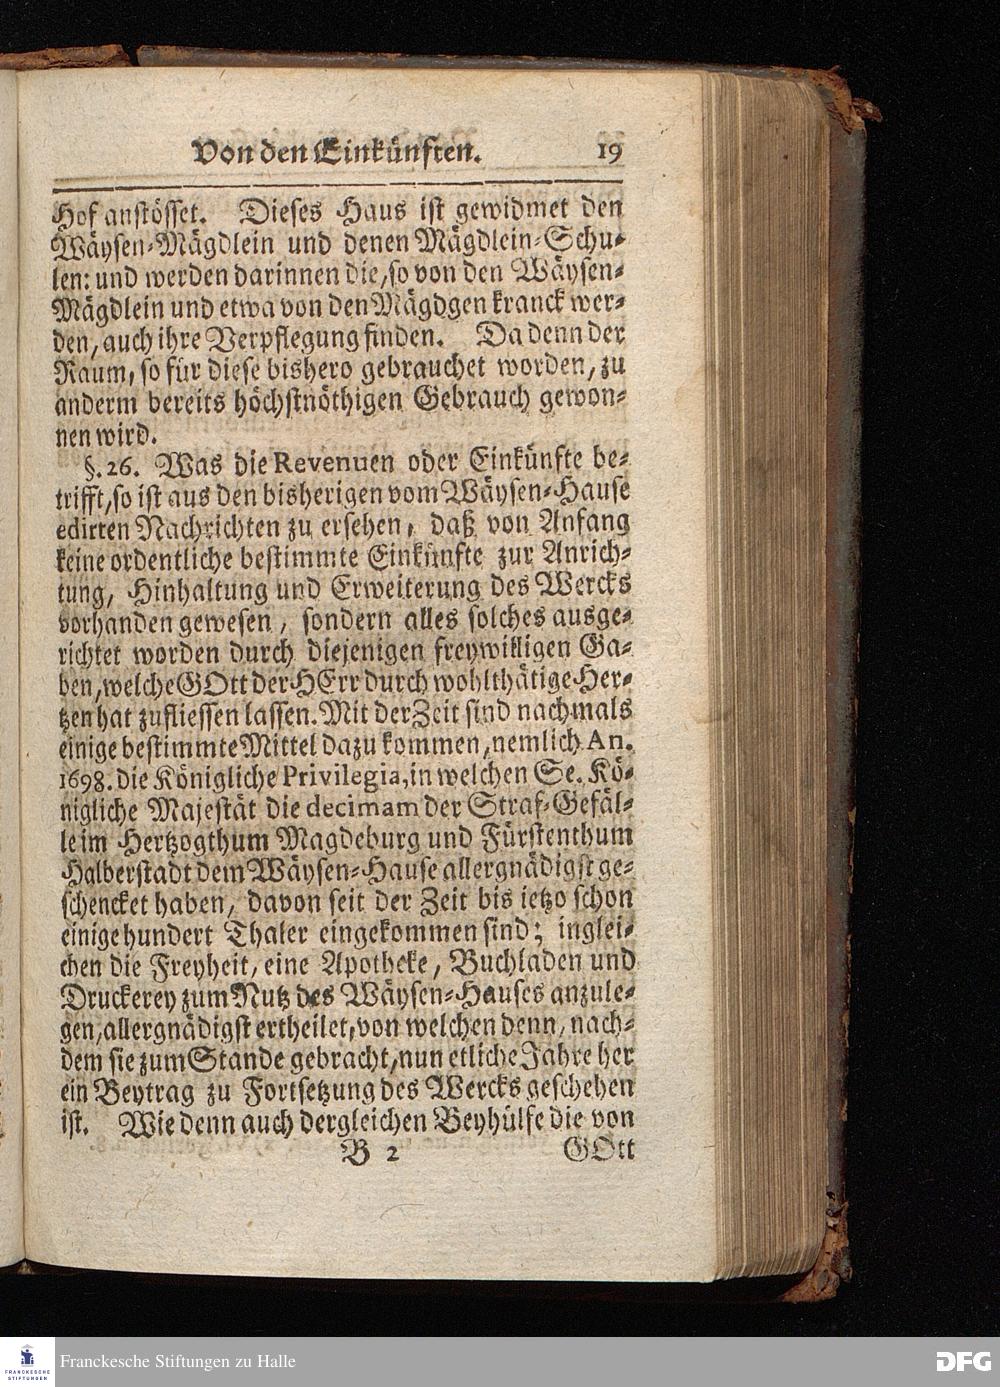 Von den Einkünften. 19
Hof anstösset. Dieses Haus ist gewidmet den
Wäysen-Mägdlein und denen Mägdlein-Schu-
len: und werden darinnen die, so von den Wäysen-
Mägdlein und etwa von den Mägdgen kranck wer-
den, auch ihre Verpflegung finden. Da denn der
Raum, so für diese bishero gebrauchet worden, zu
anderm bereits höchstnöthigen Gebrauch gewon-
nen wird.
§. 26. Was die Revenuen oder Einkünfte be-
trifft, so ist aus den bisherigen vom Wäysen-Hause
edirten Nachrichten zu ersehen, daß von Anfang
keine ordentliche bestimmte Einkünfte zur Anrich-
tung, Hinhaltung und Erweiterung des Wercks
vorhanden gewesen, sondern alles solches ausge-
richtet worden durch diejenigen freywilligen Ga-
ben, welche GOtt der HErr durch wohlthätige Her-
tzen hat zufliessen lassen. Mit der Zeit sind nachmals
einige bestimmte Mittel dazu kommen, nemlich An.
1698. die Königliche Privilegia, in welchen Se. Kö-
nigliche Majestät die decimam der Straf-Gefäl-
le im Hertzogthum Magdeburg und Fürstenthum
Halberstadt dem Wäysen-Hause allergnädigst ge-
schencket haben, davon seit der Zeit bis ietzo schon
einige hundert Thaler eingekommen sind; inglei-
chen die Freyheit, eine Apotheke, Buchladen und
Druckerey zum Nutz des Wäysen-Hauses anzule-
gen, allergnädigst ertheilet, von welchen denn, nach-
dem sie zum Stande gebracht, nun etliche Jahre her
ein Beytrag zu Fortsetzung des Wercks geschehen
ist. Wie denn auch dergleichen Beyhülfe die von
B 2 GOtt
FRANCKESCHE
STIFTUNGEN
Franckesche Stiftungen zu Halle
DFG